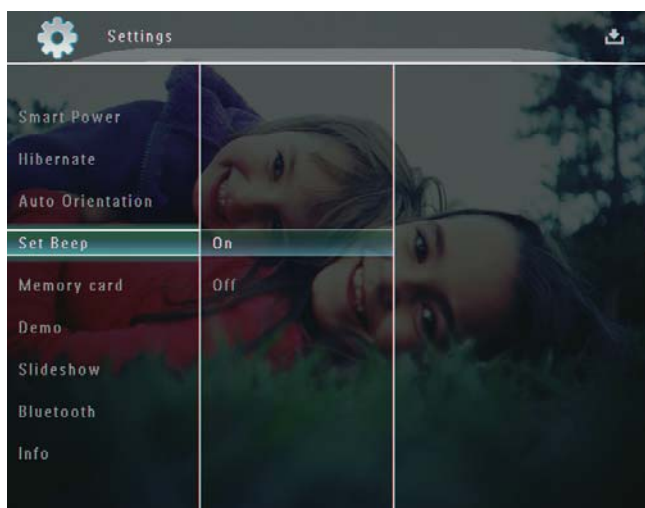 Settings
Smart Power
Hibernate
Auto Orientation
Set Beep On
Memory card Off
Demo
Slideshow
Bluetooth
Info